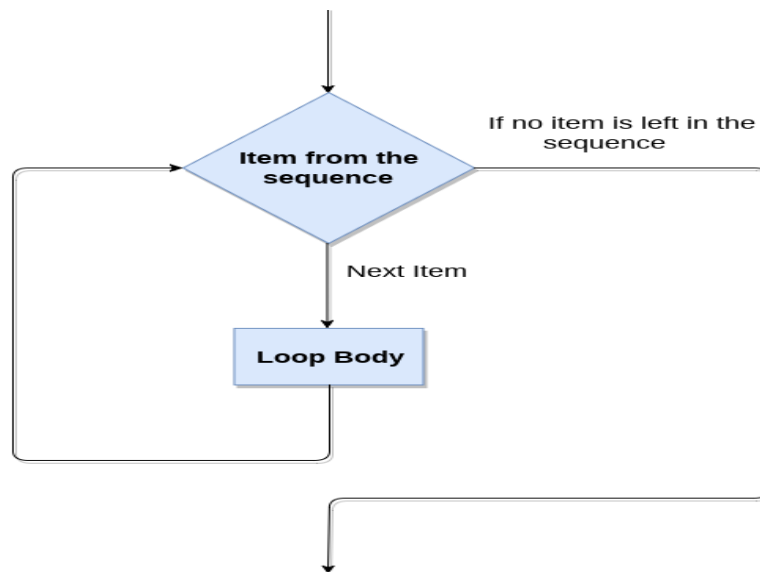 If no item is left in the
sequence
Item from the
sequence
Next Item
Loop Body